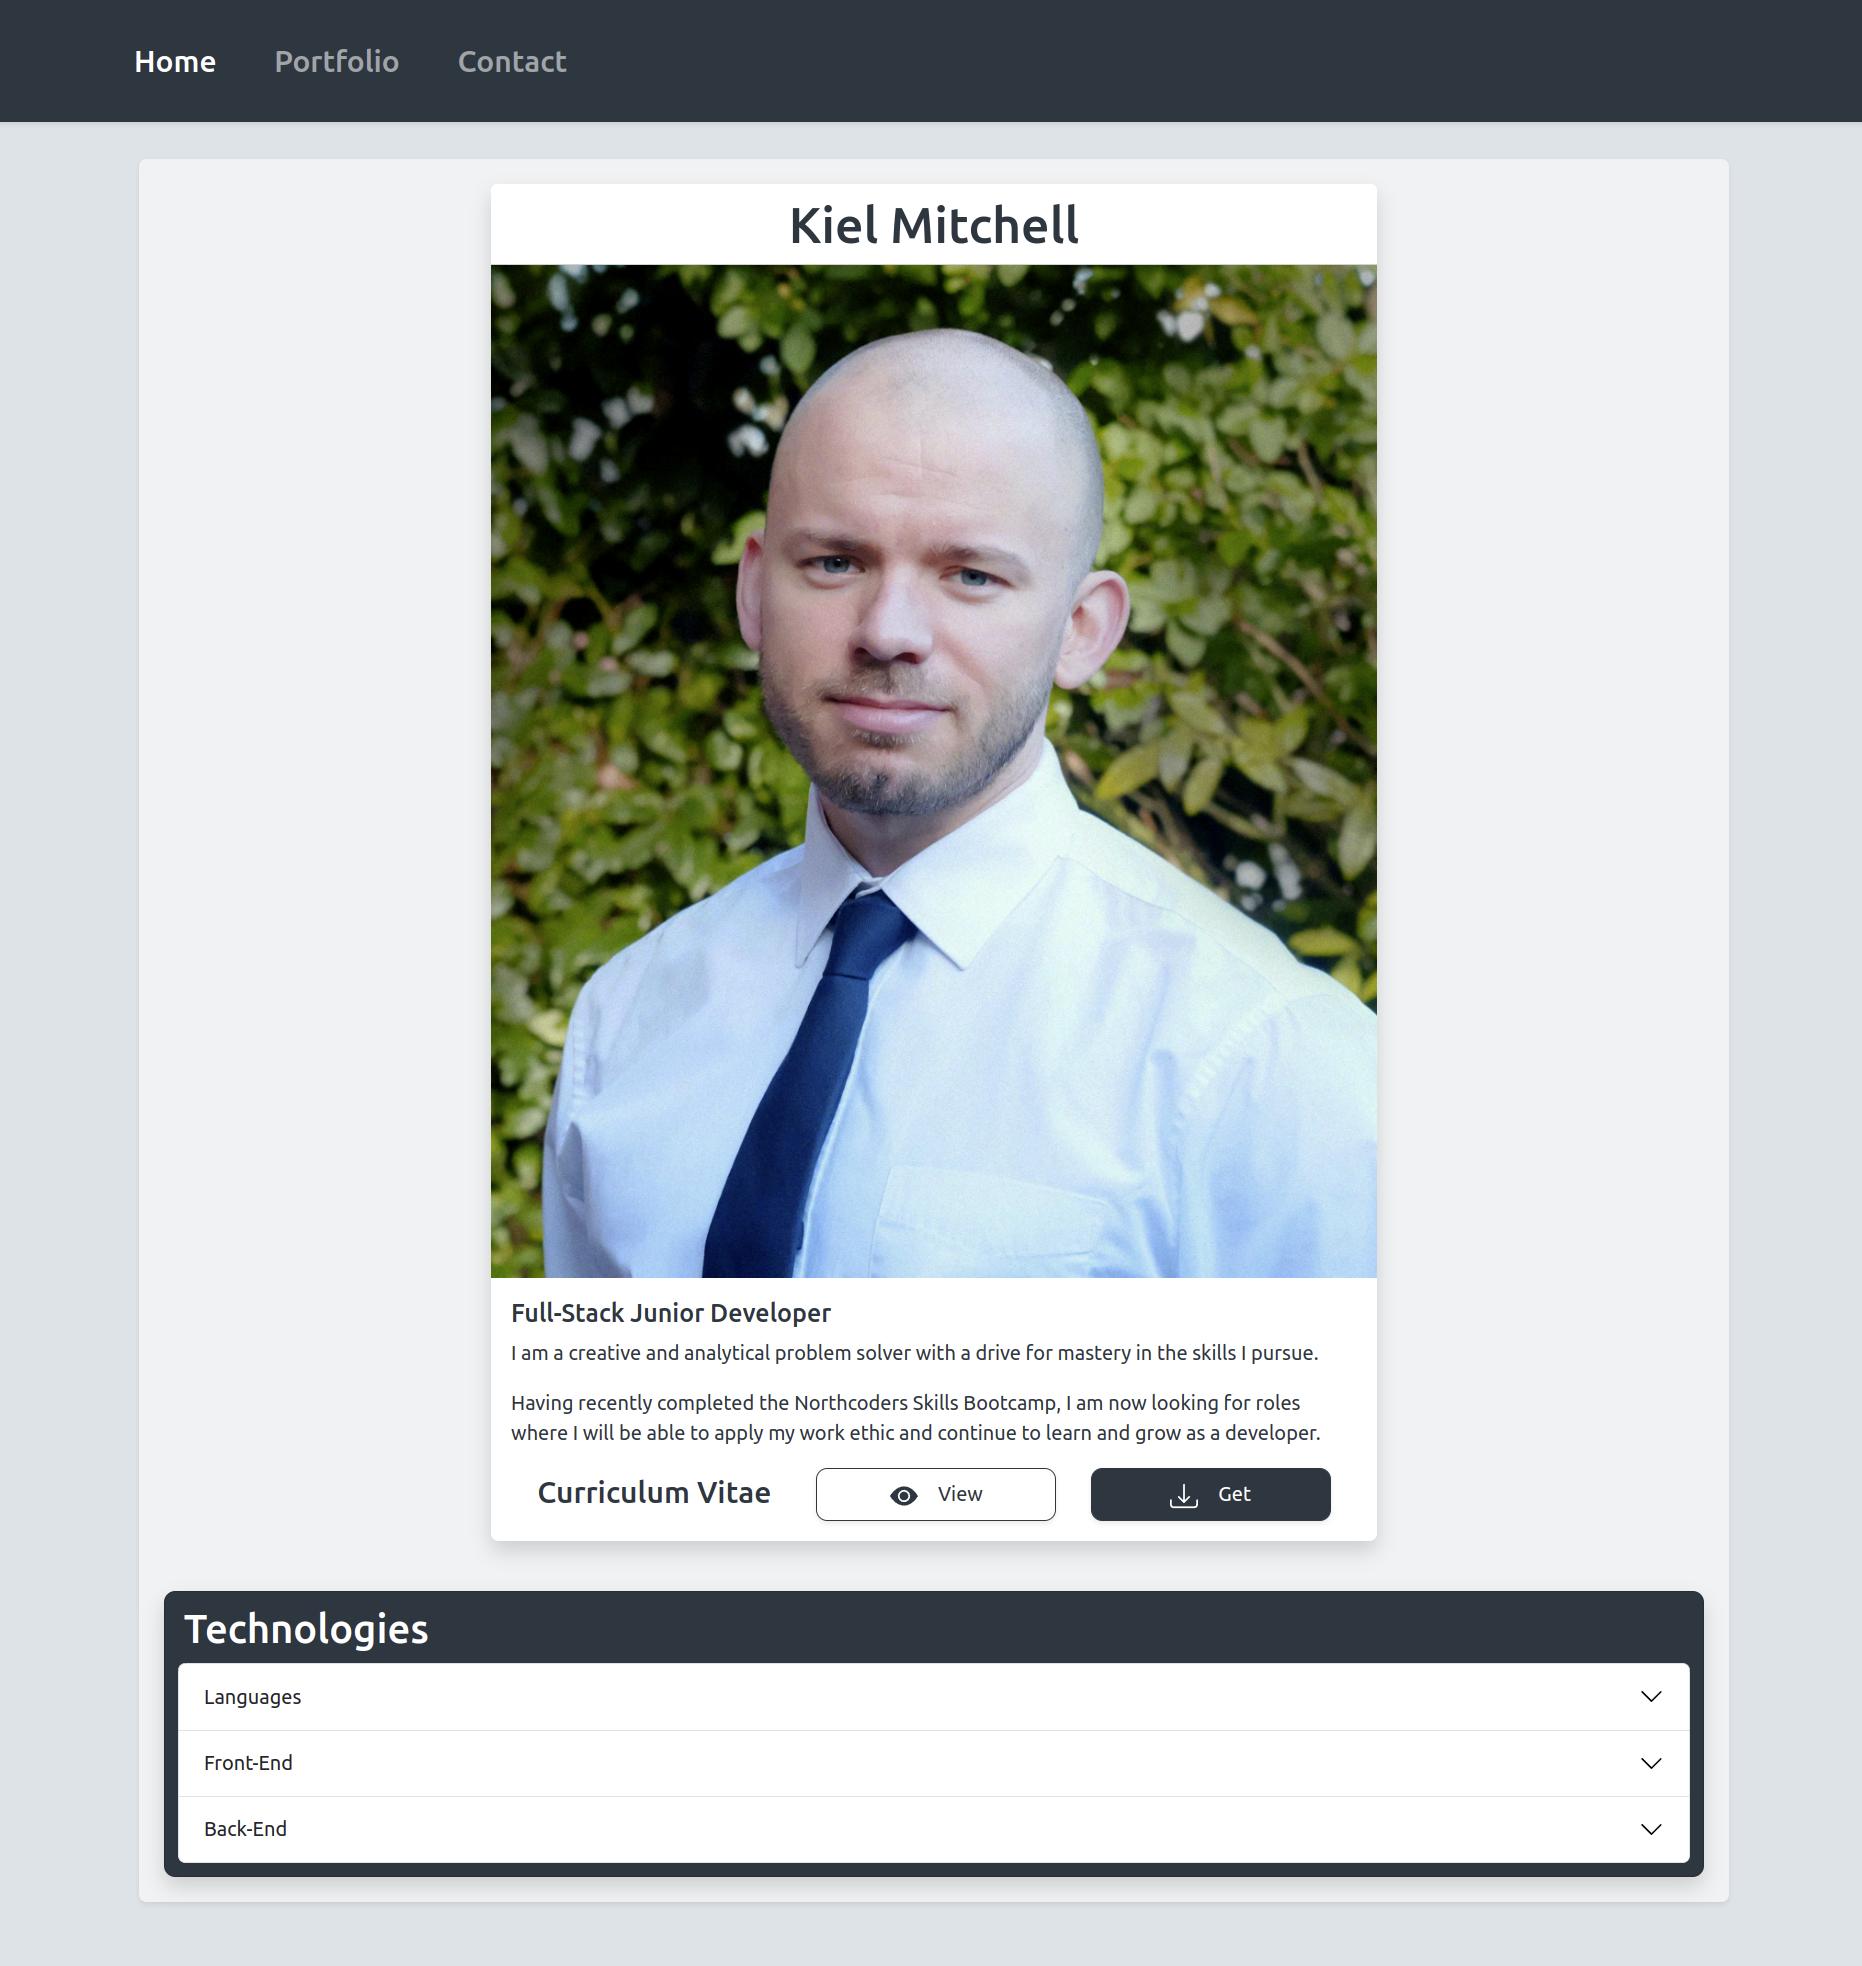 Home Portfolio Contact
Kiel Mitchell
Full-Stack Junior Developer
I am a creative and analytical problem solver with a drive for mastery in the skills I pursue.
Having recently completed the Northcoders Skills Bootcamp, I am now looking for roles
where I will be able to apply my work ethic and continue to learn and grow as a developer.
Curriculum Vitae View Get
Technologies
Languages
Front-End
Back-End